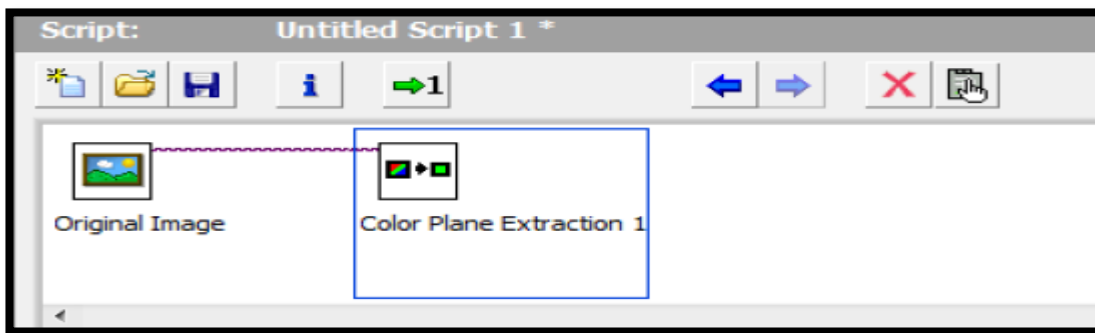 Script: Untitled Script 1 *
1
Original Image
Color Plane Extraction 1